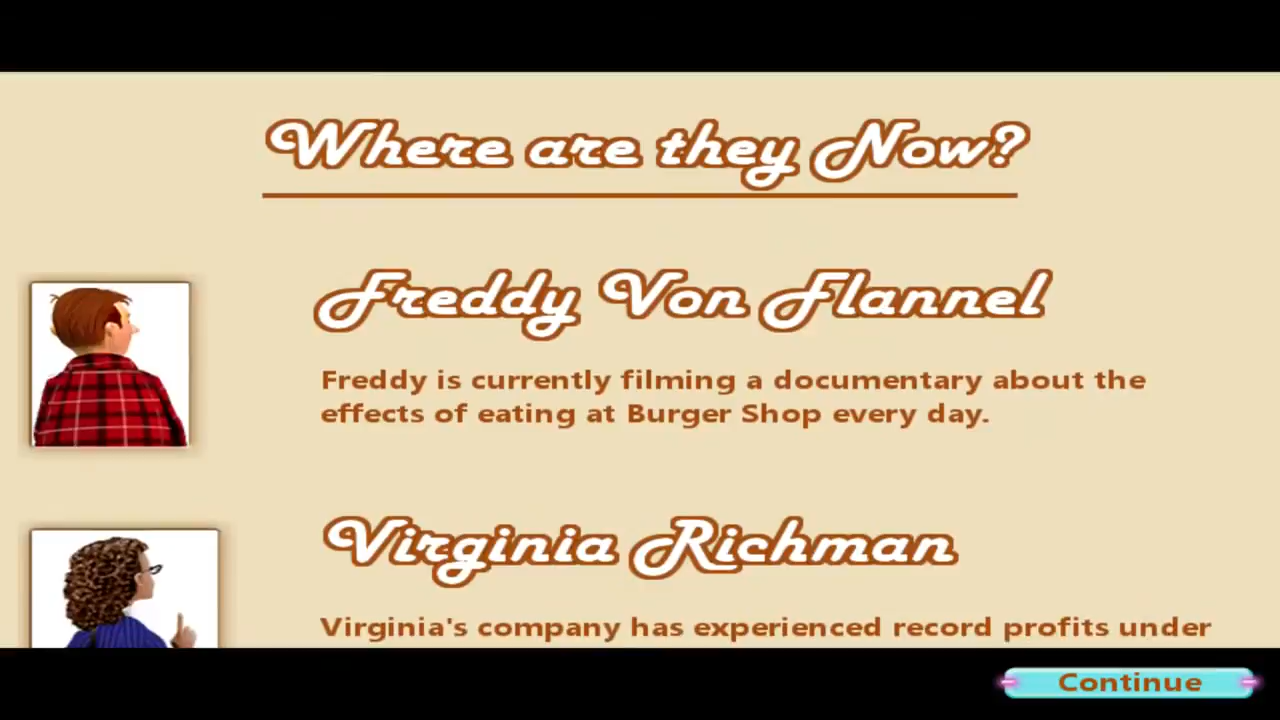 Where are they Now?
Freddy Von Flannel
Freddy is currently filming a documentary about the
effects of eating at Burger Shop every day.
Virginia Richman
Virginia's company has experienced record profits under
Continue